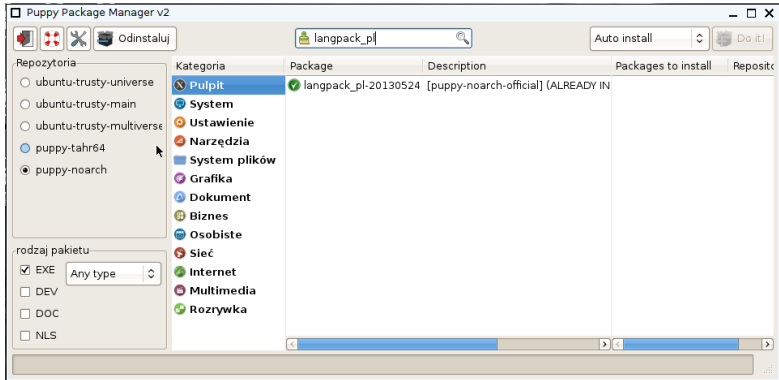 Puppy Package Manager v2
Odinstaluj
langpack_pl
Auto install
Do it!
Repozytoria
ubuntu-trusty-universe
ubuntu-trusty-main
ubuntu-trusty-multiverse
puppy-tahr64
puppy-noarch
rodzaj pakietu
EXE
Any type
DEV
DOC
NLS
Kategoria
Pulpit
System
Ustawienie
Narzędzia
System plików
Grafika
Dokument
Biznes
Osobiste
Sieć
Internet
Multimedia
Rozrywka
Package Description
langpack_pl-20130524 [puppy-noarch-official] (ALREADY IN
Packages to install Reposito